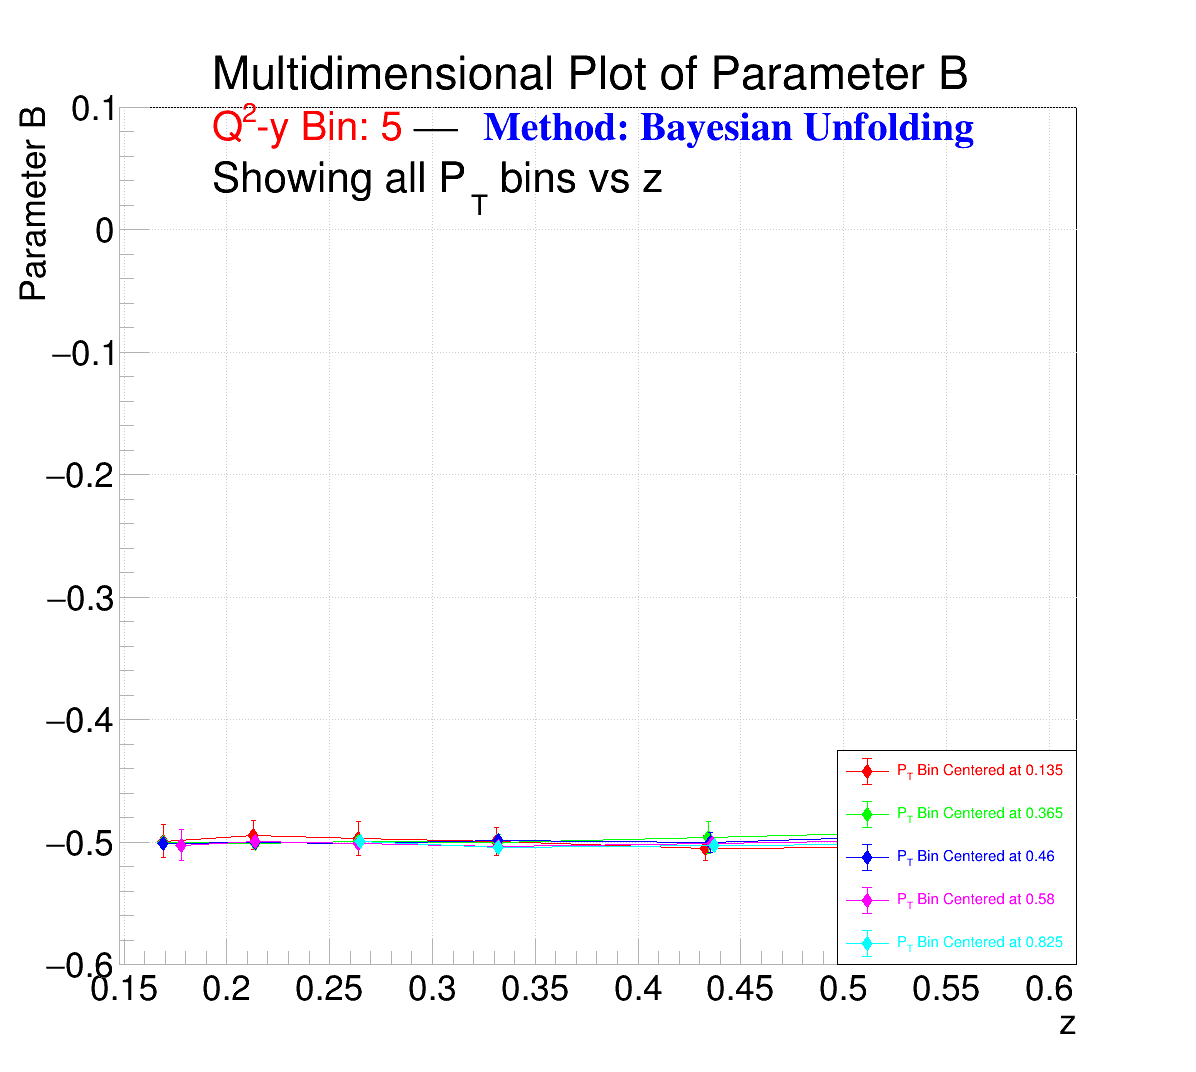 Multidimensional Plot of Parameter B
Q2-y Bin: 5 — Method: Bayesian Unfolding
Showing all PT bins vs z
Parameter B
0.1
0
−0.1
−0.2
−0.3
−0.4
−0.5
−0.6
PT Bin Centered at 0.135
PT Bin Centered at 0.365
PT Bin Centered at 0.46
PT Bin Centered at 0.58
PT Bin Centered at 0.825
0.15 0.2 0.25 0.3 0.35 0.4 0.45 0.5 0.55 0.6
z